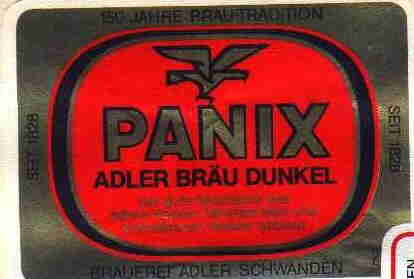 150 JAHRE BRAUTRADITION
SEIT 1828
PANIX
ADLER BRÄU DUNKEL
SEIT 1828
BRAUEREI ADLER SCHWANDEN